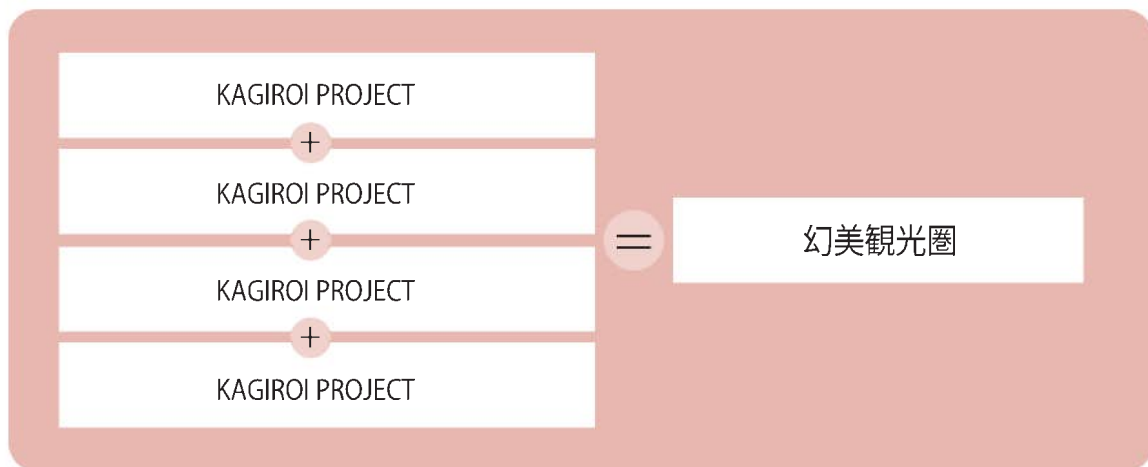 KAGIROI PROJECT
+
KAGIROI PROJECT
+
KAGIROI PROJECT
+
KAGIROI PROJECT
=
幻美観光圏